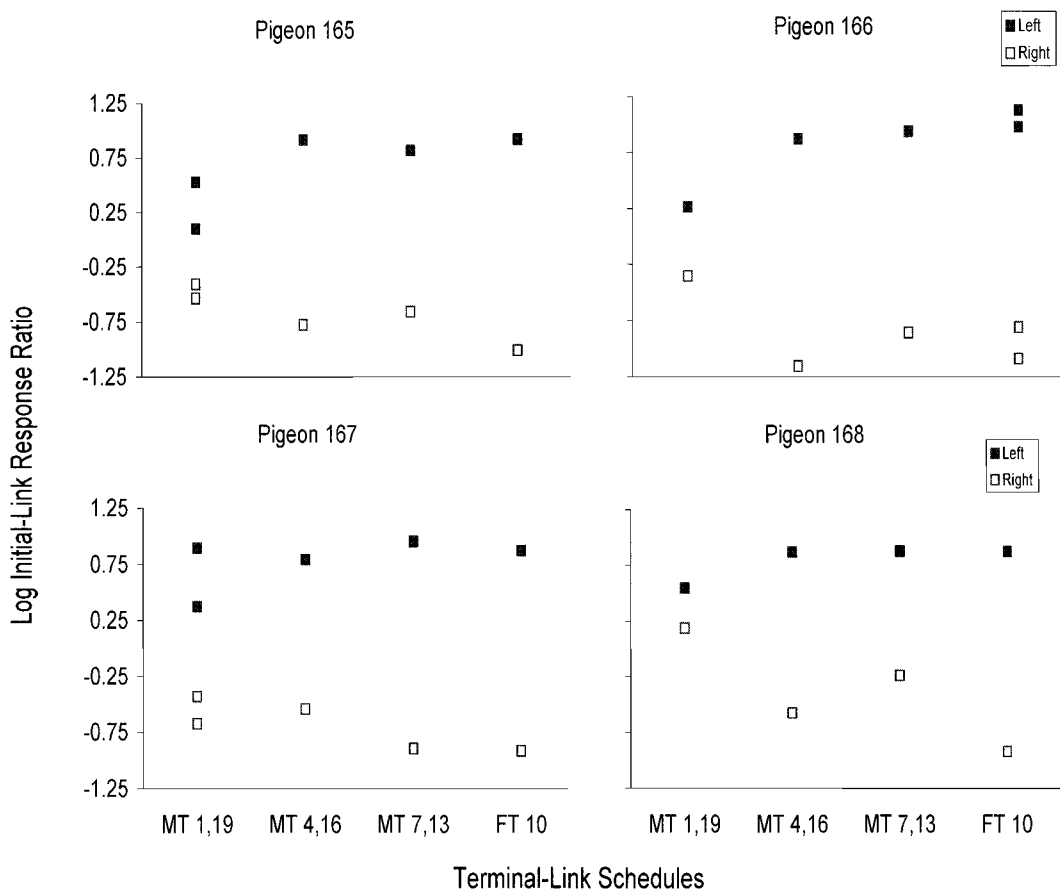 Pigeon 165
Pigeon 166
Left
Right
1.25
0.75
0.25
-0.25
-0.75
-1.25
Log Initial-Link Response Ratio
Pigeon 167
Pigeon 168
Left
Right
1.25
0.75
0.25
-0.25
-0.75
-1.25
MT 1,19 MT 4,16 MT 7,13 FT 10 MT 1,19 MT 4,16 MT 7,13 FT 10
Terminal-Link Schedules